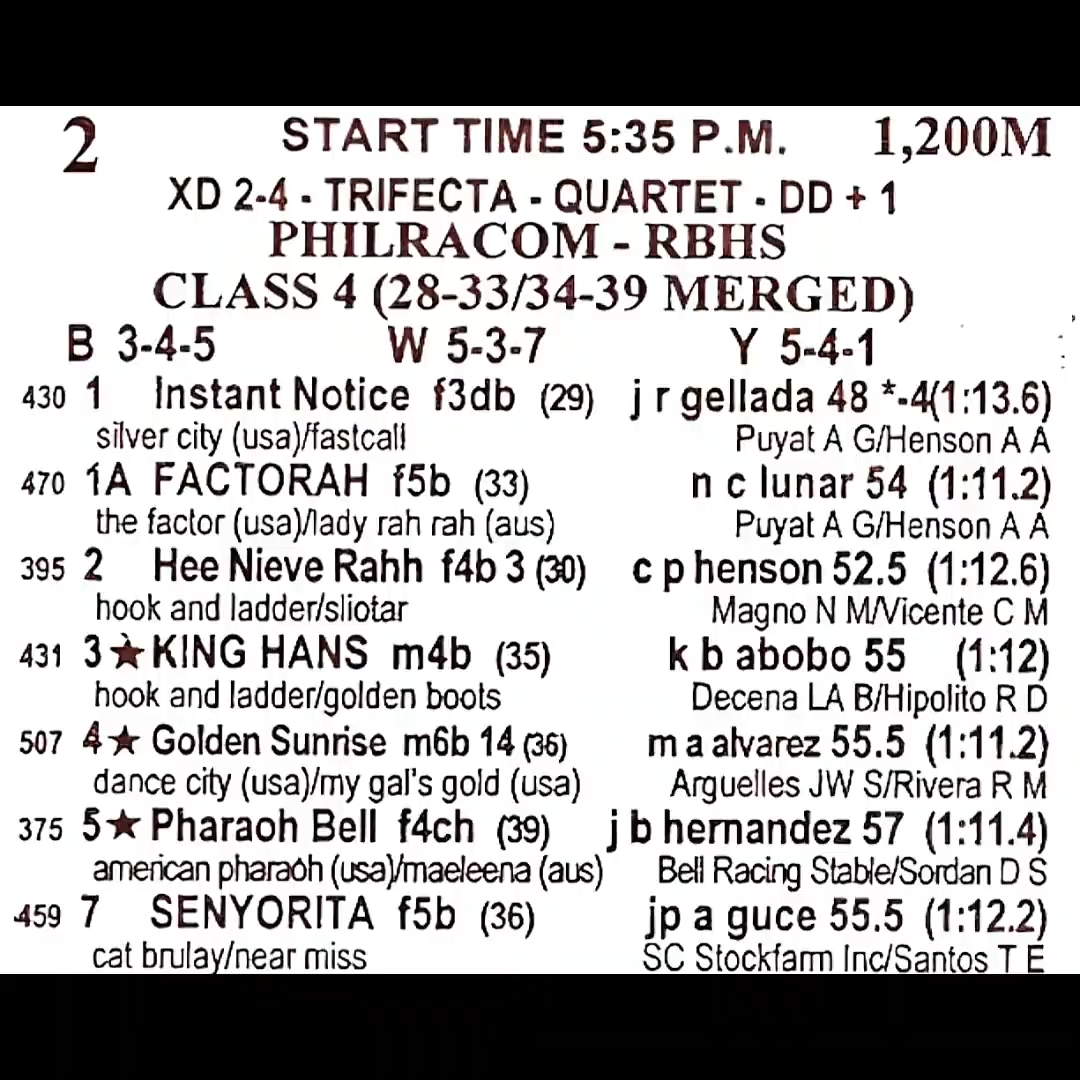 2 START TIME 5:35 P.M. 1,200M
XD 2-4 - TRIFECTA - QUARTET - DD + 1
PHILRACOM - RBHS
CLASS 4 (28-33/34-39 MERGED)
B 3-4-5 W 5-3-7 Y 5-4-1
430 1 Instant Notice f3db (29) j r gellada 48 *-4(1:13.6)
silver city (usa)/fastcall Puyat A G/Henson A A
470 1A FACTORAH f5b (33) n c lunar 54 (1:11.2)
the factor (usa)/lady rah rah (aus) Puyat A G/Henson A A
395 2 Hee Nieve Rahh f4b 3 (30) c p henson 52.5 (1:12.6)
hook and ladder/sliotar Magno N M/Vicente C M
431 3★KING HANS m4b (35) k b abobo 55 (1:12)
hook and ladder/golden boots Decena LA B/Hipolito R D
507 4★ Golden Sunrise m6b 14 (36) m a alvarez 55.5 (1:11.2)
dance city (usa)/my gal's gold (usa) Arguelles JW S/Rivera R M
375 5★ Pharaoh Bell f4ch (39) j b hernandez 57 (1:11.4)
american pharaoh (usa)/maeleena (aus) Bell Racing Stable/Sordan D S
459 7 SENYORITA f5b (36) jp a guce 55.5 (1:12.2)
cat brulay/near miss SC Stockfarm Inc/Santos T E